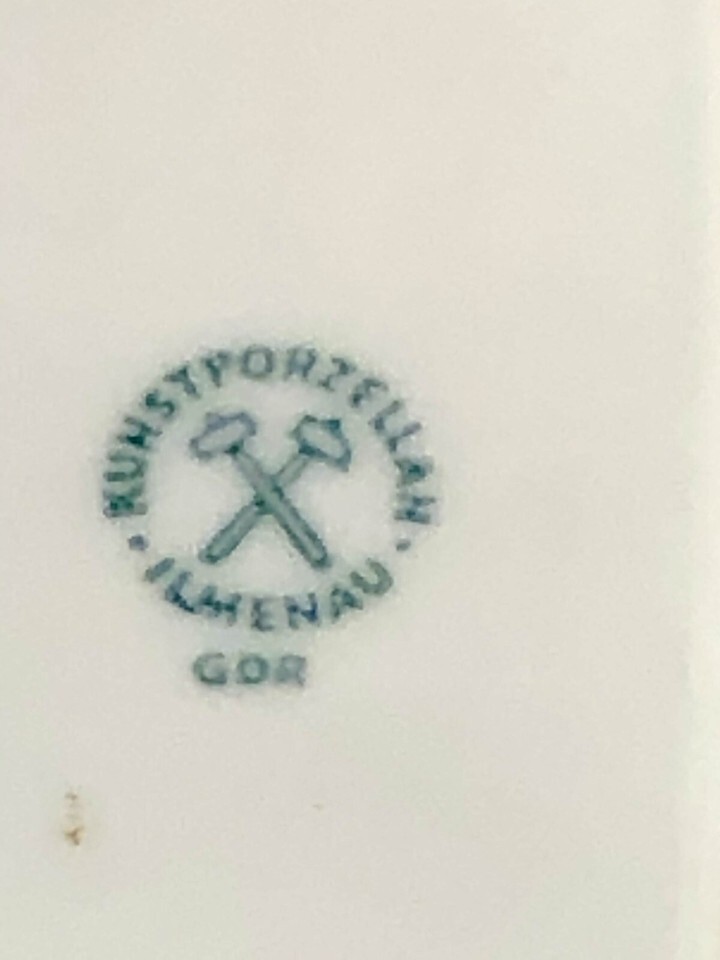 KUNSTPORZELLAN
• ILMENAU •
GDR